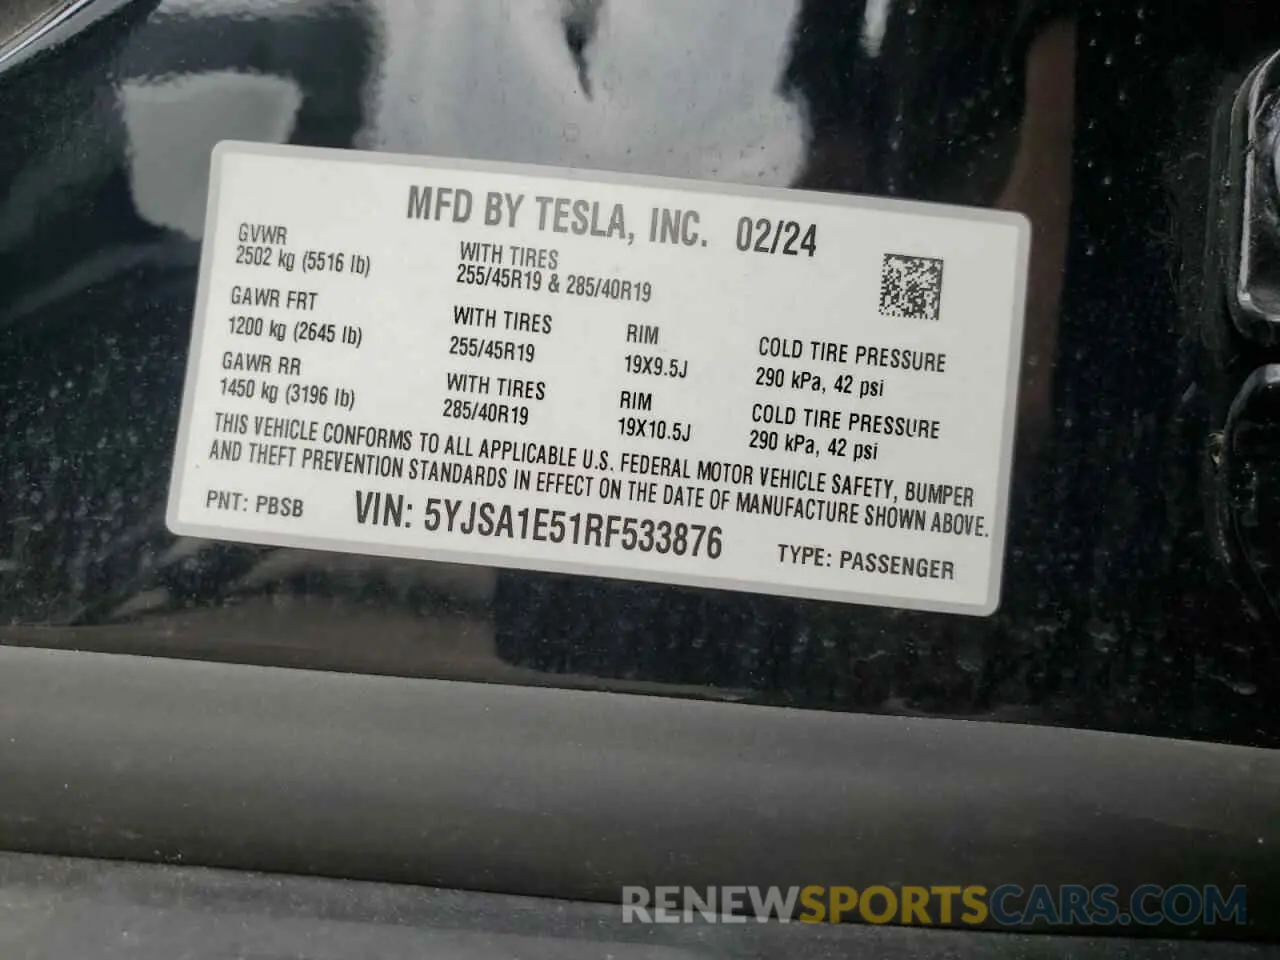 MFD BY TESLA, INC. 02/24
GVWR
2502 kg (5516 lb)
WITH TIRES
255/45R19 & 285/40R19
GAWR FRT
1200 kg (2645 lb)
WITH TIRES
255/45R19
RIM
19X9.5J
COLD TIRE PRESSURE
290 kPa, 42 psi
GAWR RR
1450 kg (3196 lb)
WITH TIRES
285/40R19
RIM
19X10.5J
COLD TIRE PRESSURE
290 kPa, 42 psi
THIS VEHICLE CONFORMS TO ALL APPLICABLE U.S. FEDERAL MOTOR VEHICLE SAFETY, BUMPER
AND THEFT PREVENTION STANDARDS IN EFFECT ON THE DATE OF MANUFACTURE SHOWN ABOVE.
PNT: PBSB VIN: 5YJSA1E51RF533876 TYPE: PASSENGER
RENEWSPORTSCARS.COM